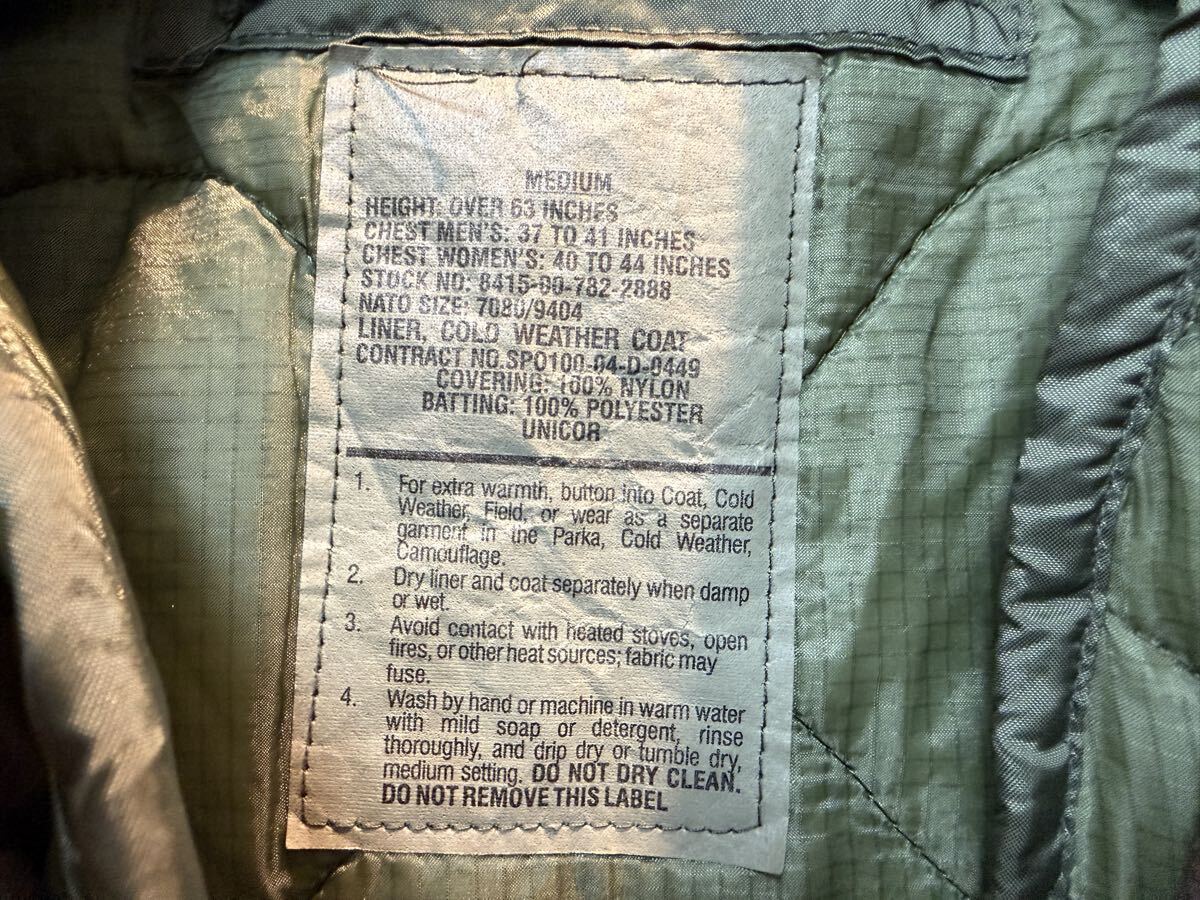 MEDIUM
HEIGHT: OVER 63 INCHES
CHEST MEN'S: 37 TO 41 INCHES
CHEST WOMEN'S: 40 TO 44 INCHES
STOCK NO: 8415-00-782-2888
NATO SIZE: 7080/9404
LINER, COLD WEATHER COAT
CONTRACT NO.SPO100-04-D-0449
COVERING: 100% NYLON
BATTING: 100% POLYESTER
UNICOR
1. For extra warmth, button into Coat, Cold
Weather, Field, or wear as a separate
garment in the Parka, Cold Weather,
Camouflage.
2. Dry liner and coat separately when damp
or wet.
3. Avoid contact with heated stoves, open
fires, or other heat sources; fabric may
fuse.
4. Wash by hand or machine in warm water
with mild soap or detergent, rinse
thoroughly, and drip dry or tumble dry,
medium setting. DO NOT DRY CLEAN.
DO NOT REMOVE THIS LABEL